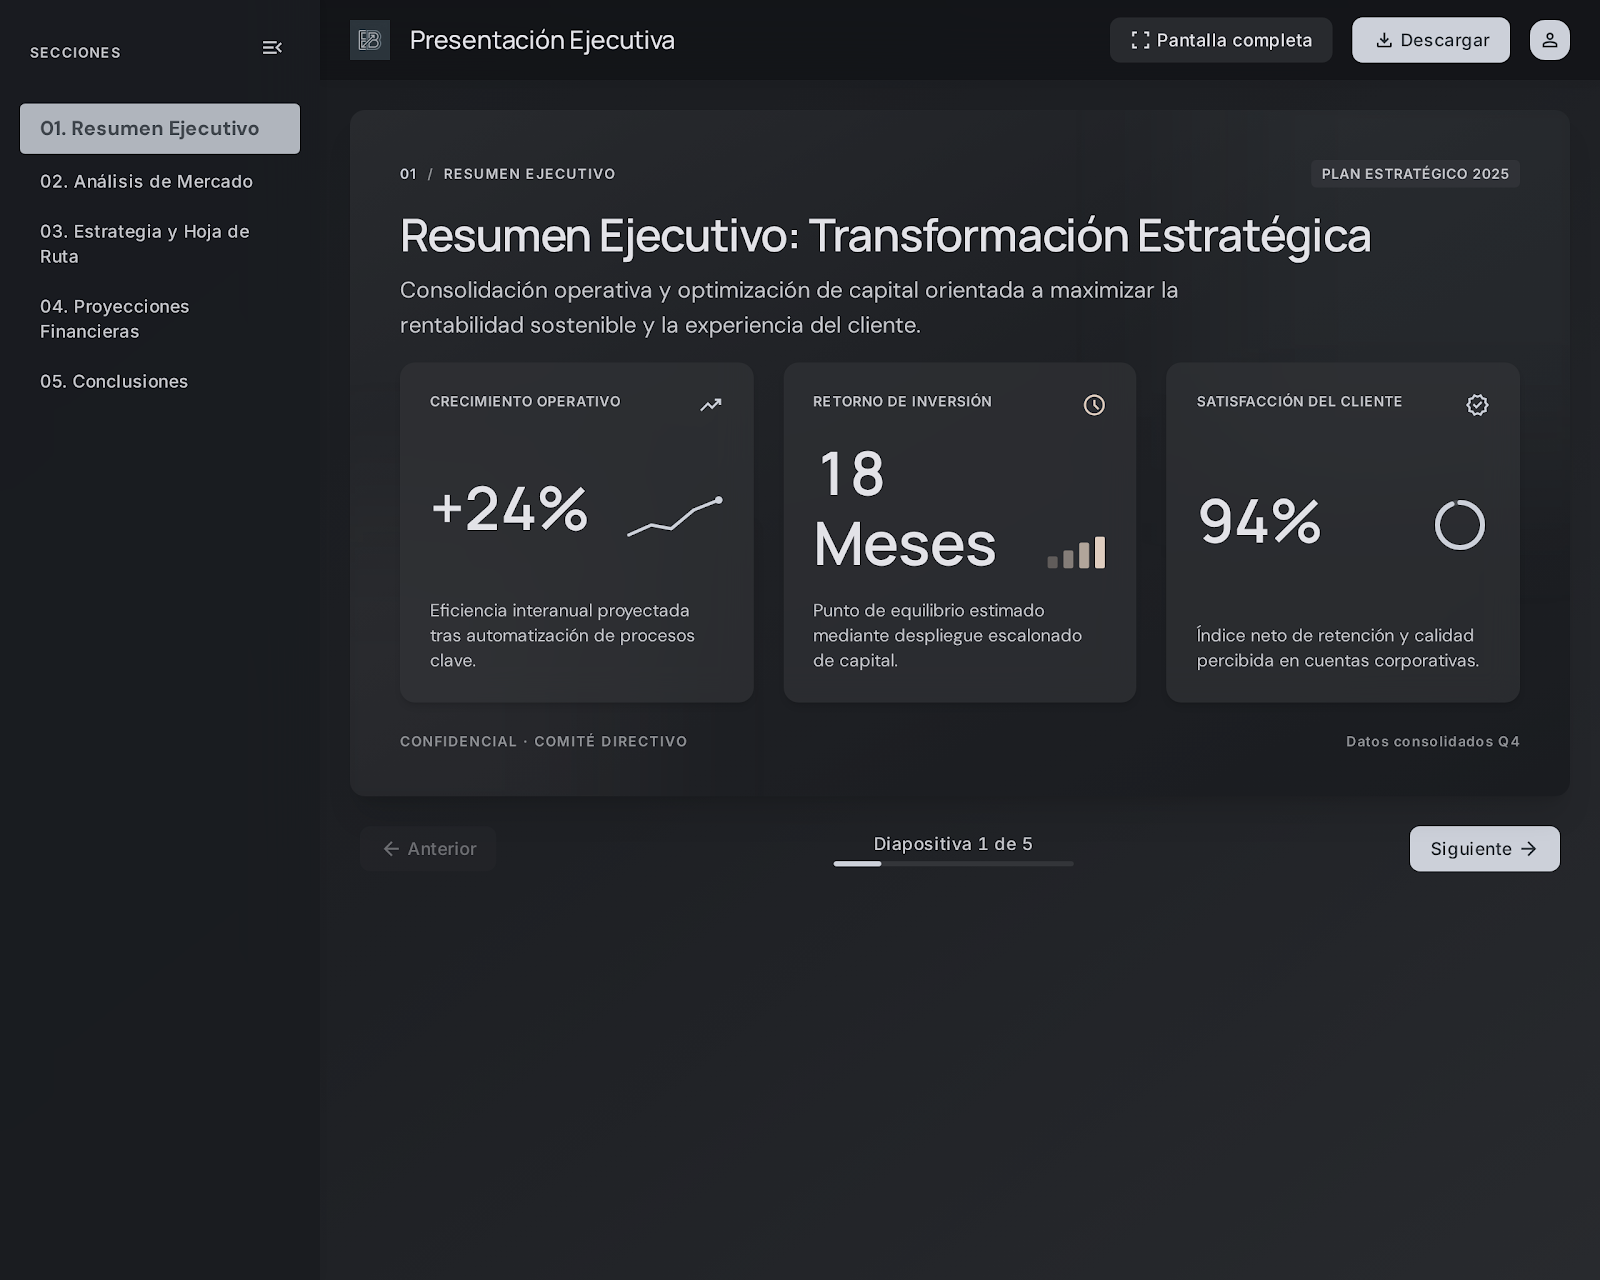 SECCIONES
01. Resumen Ejecutivo
02. Análisis de Mercado
03. Estrategia y Hoja de
Ruta
04. Proyecciones
Financieras
05. Conclusiones
Presentación Ejecutiva
Pantalla completa
Descargar
01 / RESUMEN EJECUTIVO
PLAN ESTRATÉGICO 2025
Resumen Ejecutivo: Transformación Estratégica
Consolidación operativa y optimización de capital orientada a maximizar la
rentabilidad sostenible y la experiencia del cliente.
CRECIMIENTO OPERATIVO
+24%
Eficiencia interanual proyectada
tras automatización de procesos
clave.
RETORNO DE INVERSIÓN
18
Meses
Punto de equilibrio estimado
mediante despliegue escalonado
de capital.
SATISFACCIÓN DEL CLIENTE
94%
Índice neto de retención y calidad
percibida en cuentas corporativas.
CONFIDENCIAL · COMITÉ DIRECTIVO
Datos consolidados Q4
Anterior
Diapositiva 1 de 5
Siguiente